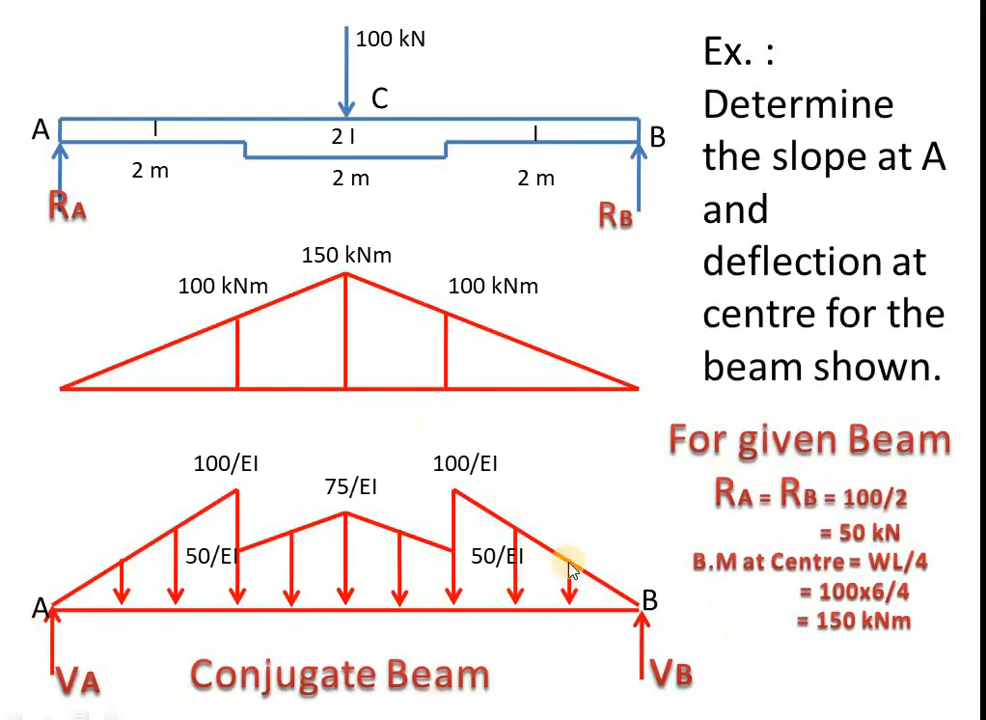 100 kN
C
A
I
2 I
I
B
2 m
2 m
2 m
RA
RB
150 kNm
100 kNm
100 kNm
100/EI
100/EI
75/EI
50/EI
50/EI
A
B
VA
VB
Conjugate Beam
Ex. :
Determine
the slope at A
and
deflection at
centre for the
beam shown.
For given Beam
RA = RB = 100/2
= 50 kN
B.M at Centre = WL/4
= 100x6/4
= 150 kNm